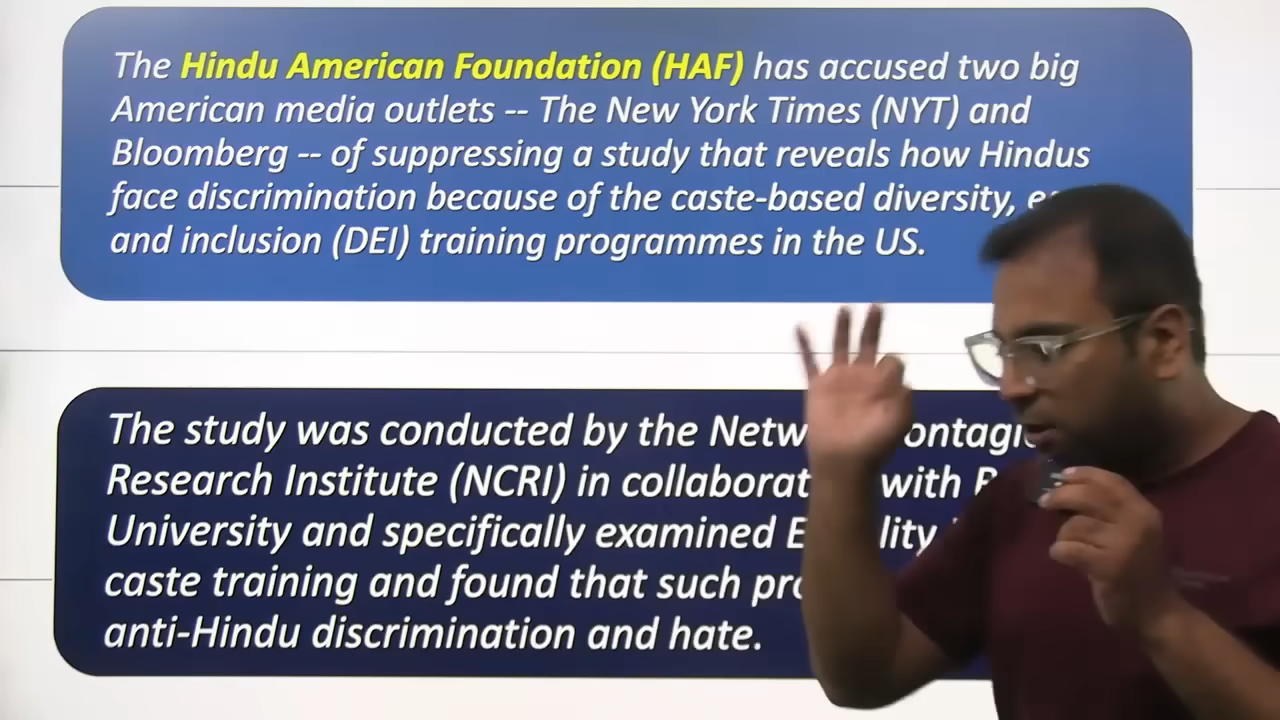 The Hindu American Foundation (HAF) has accused two big
American media outlets -- The New York Times (NYT) and
Bloomberg -- of suppressing a study that reveals how Hindus
face discrimination because of the caste-based diversity,
and inclusion (DEI) training programmes in the US.
The study was conducted by the
Research Institute (NCRI) in with
University and specifically examined
caste training and found that such
anti-Hindu discrimination and hate.